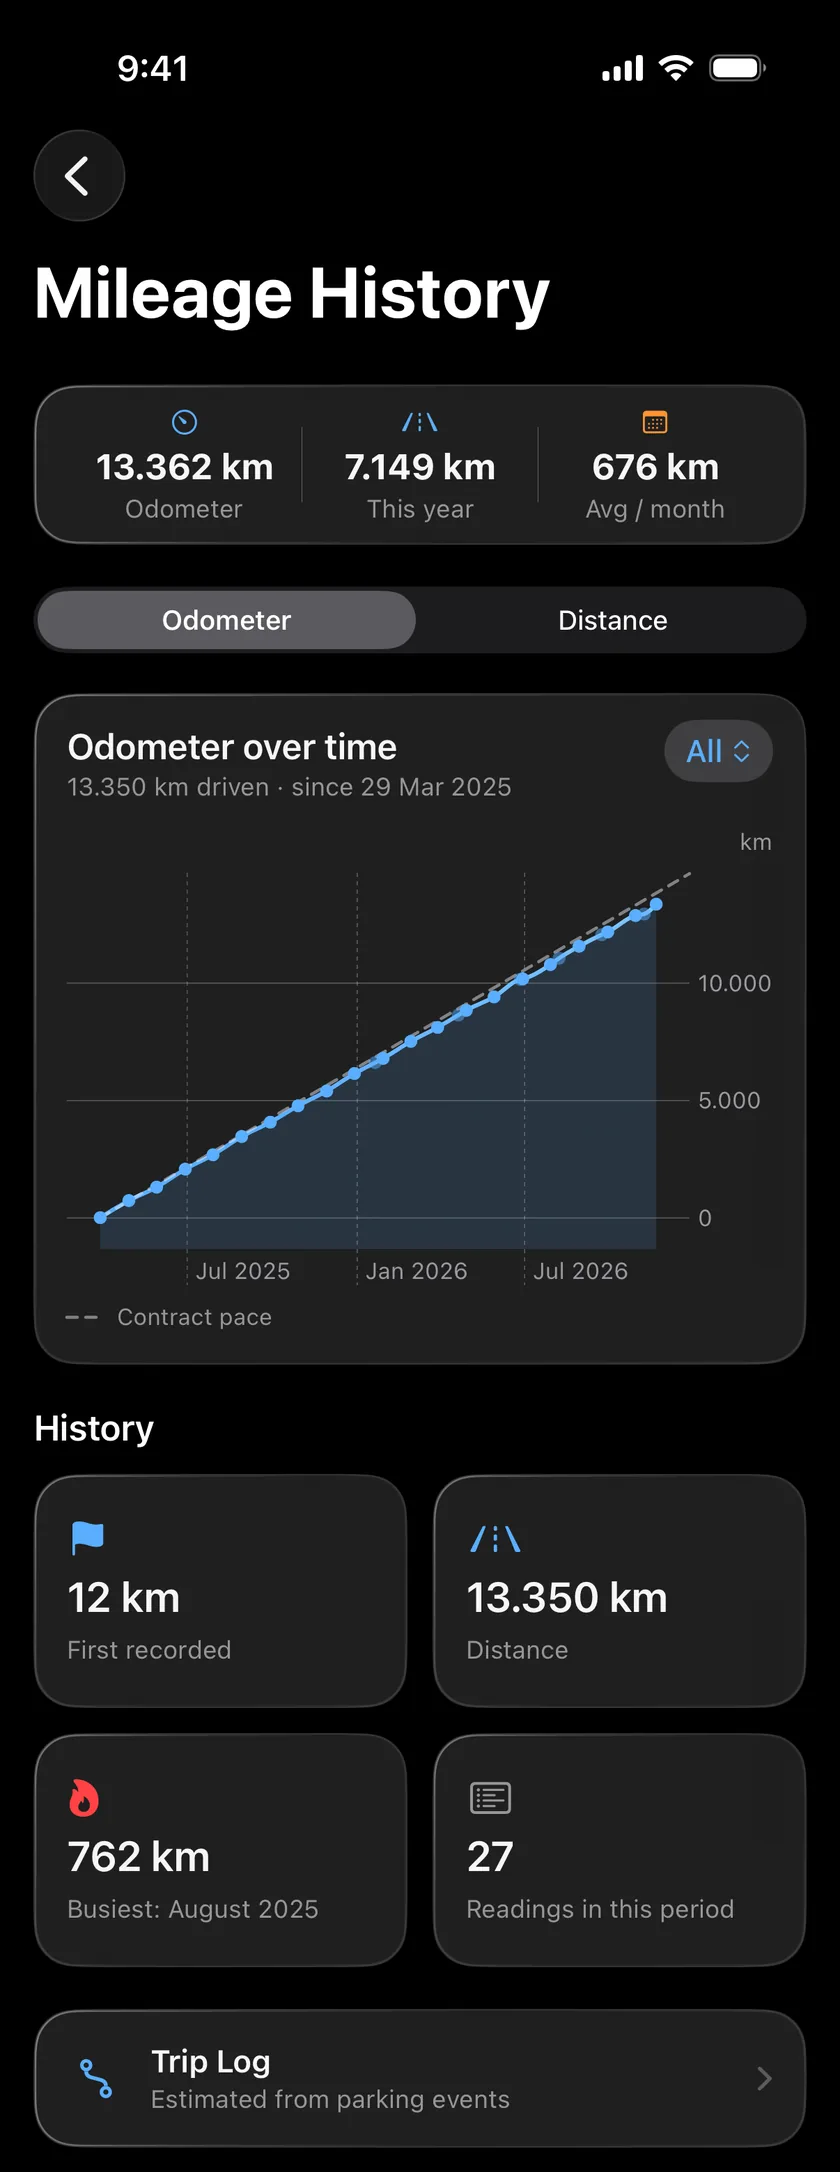 9:41
Mileage History
13.362 km
Odometer
7.149 km
This year
676 km
Avg / month
Odometer
Distance
Odometer over time
13.350 km driven · since 29 Mar 2025
All
km
10.000
5.000
0
Jul 2025
Jan 2026
Jul 2026
Contract pace
History
12 km
First recorded
13.350 km
Distance
762 km
Busiest: August 2025
27
Readings in this period
Trip Log
Estimated from parking events